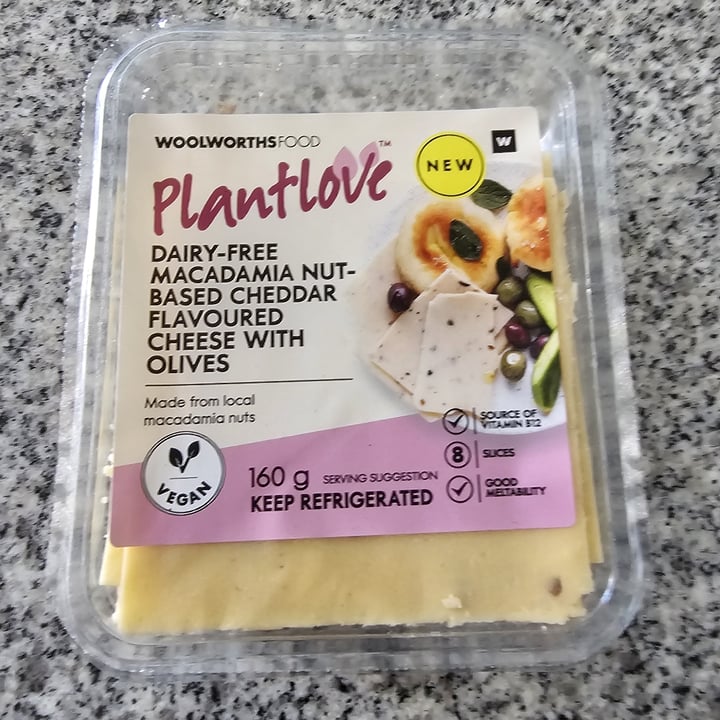 WOOLWORTHSFOOD
W
Plantlove™
NEW
DAIRY-FREE
MACADAMIA NUT-
BASED CHEDDAR
FLAVOURED
CHEESE WITH
OLIVES
Made from local
macadamia nuts
VEGAN
160 g SERVING SUGGESTION
KEEP REFRIGERATED
SOURCE OF
VITAMIN B12
8 SLICES
GOOD
MELTABILITY